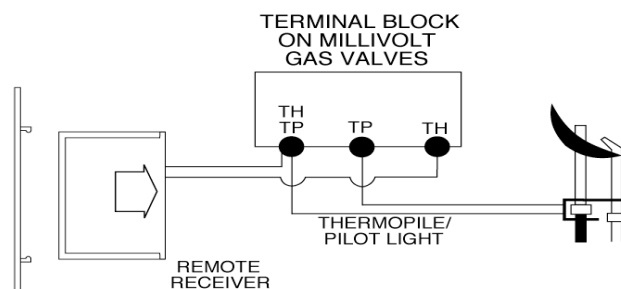 TERMINAL BLOCK
ON MILLIVOLT
GAS VALVES
TH
TP
TP
TH
THERMOPILE/
PILOT LIGHT
REMOTE
RECEIVER